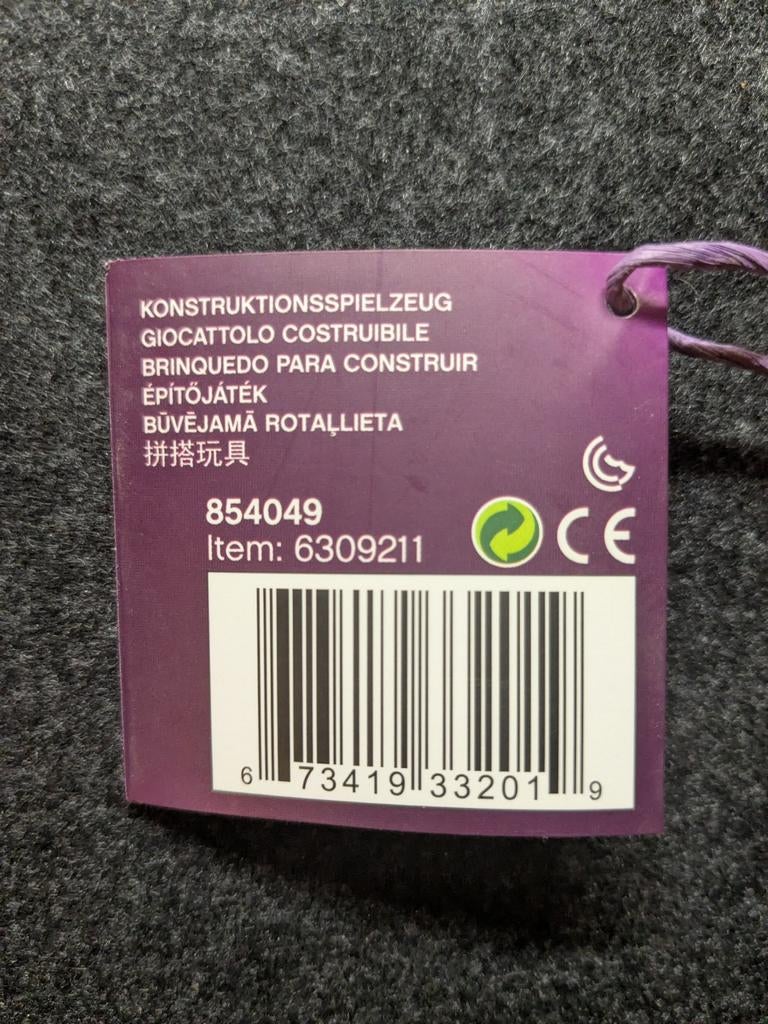 KONSTRUKTIONSSPIELZEUG
GIOCATTOLO COSTRUIBILE
BRINQUEDO PARA CONSTRUIR
ÉPÍTŐJÁTÉK
BŪVĒJAMĀ ROTAĻLIETA
拼搭玩具
854049
Item: 6309211
CE
6 73419 33201 9